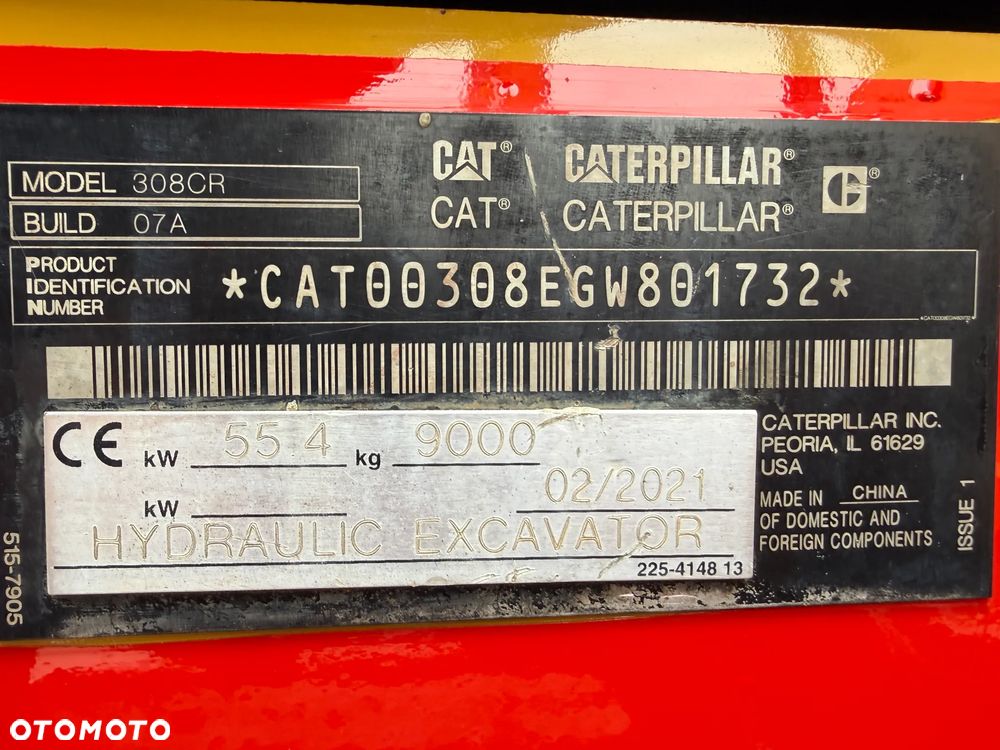 CAT® CATERPILLAR® C®
CAT® CATERPILLAR®
MODEL 308CR
BUILD 07A
PRODUCT
IDENTIFICATION
NUMBER
*CAT00308EGW801732*
*CAT00308EGW801732*
CE kW 55.4 kg 9000
kW 02/2021
HYDRAULIC EXCAVATOR
225-4148 13
CATERPILLAR INC.
PEORIA, IL 61629
USA
MADE IN CHINA
OF DOMESTIC AND
FOREIGN COMPONENTS
ISSUE 1
515-7905
OTOMOTO